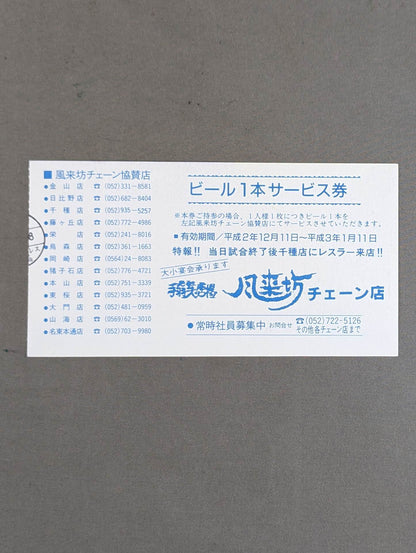 ■ 風来坊チェーン協賛店
● 金山店 ☎ (052)331-8581
● 日比野店 ☎ (052)682-8404
● 千種店 ☎ (052)935-5257
● 藤ヶ丘店 ☎ (052)772-4986
● 栄店 ☎ (052)241-8016
● 烏森店 ☎ (052)361-1663
● 岡崎店 ☎ (0564)24-8083
● 猪子石店 ☎ (052)776-4721
● 本山店 ☎ (052)751-3339
● 東桜店 ☎ (052)935-3721
● 大門店 ☎ (052)481-0959
● 山海店 ☎ (0569)62-3010
● 名東本通店 ☎ (052)703-9980
ビール1本サービス券
※本券ご持参の場合、1人様1枚につきビール1本を
左記風来坊チェーン協賛店にてサービスさせていただきます。
■ 有効期間／平成2年12月11日〜平成3年1月11日
特報!! 当日試合終了後千種店にレスラー来店!!
大小宴会承ります
手羽先唐揚 風来坊チェーン店
● 常時社員募集中 お問合せ ☎(052)722-5126
その他各チェーン店まで
8